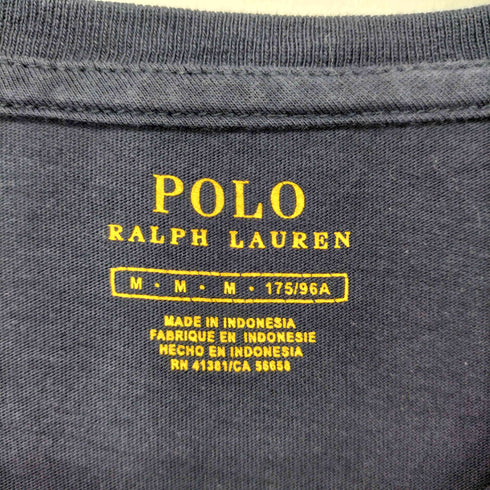 POLO
RALPH LAUREN
M • M • M • 175/96A
MADE IN INDONESIA
FABRIQUE EN INDONESIE
HECHO EN INDONESIA
RN 41381/CA 56658